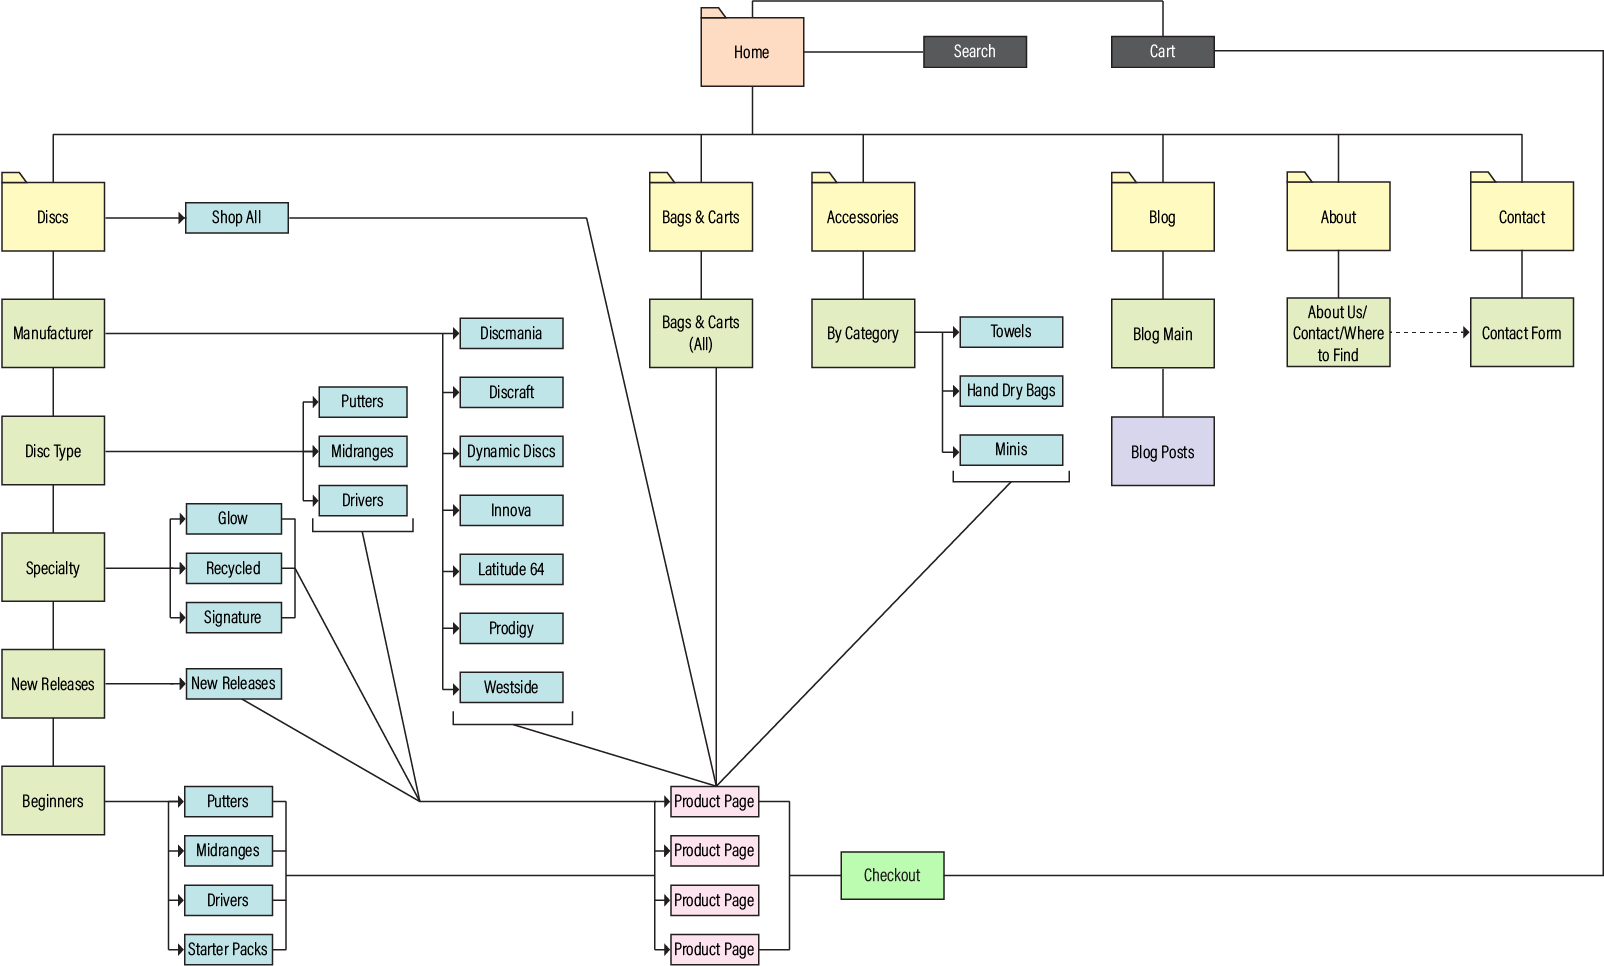 Home
Search
Cart
Discs
Shop All
Bags & Carts
Accessories
Blog
About
Contact
Manufacturer
Discmania
Bags & Carts
(All)
By Category
Towels
Blog Main
About Us/
Contact/Where
to Find
Contact Form
Putters
Discraft
Hand Dry Bags
Disc Type
Midranges
Dynamic Discs
Minis
Blog Posts
Drivers
Glow
Innova
Specialty
Recycled
Latitude 64
Signature
Prodigy
New Releases
New Releases
Westside
Beginners
Putters
Product Page
Midranges
Product Page
Checkout
Drivers
Product Page
Starter Packs
Product Page